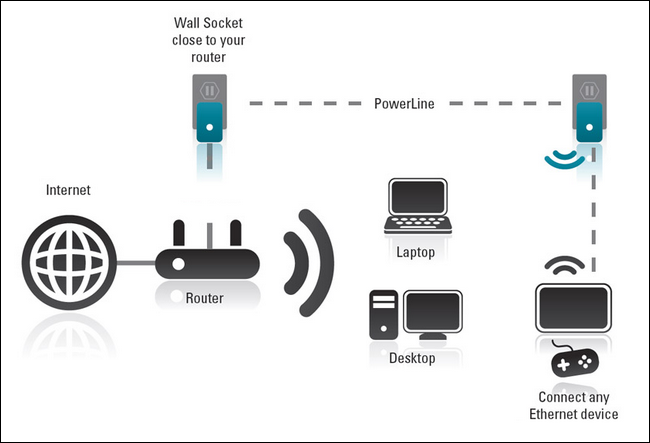 Wall Socket
close to your
router
PowerLine
Internet
Laptop
Router
Desktop
Connect any
Ethernet device